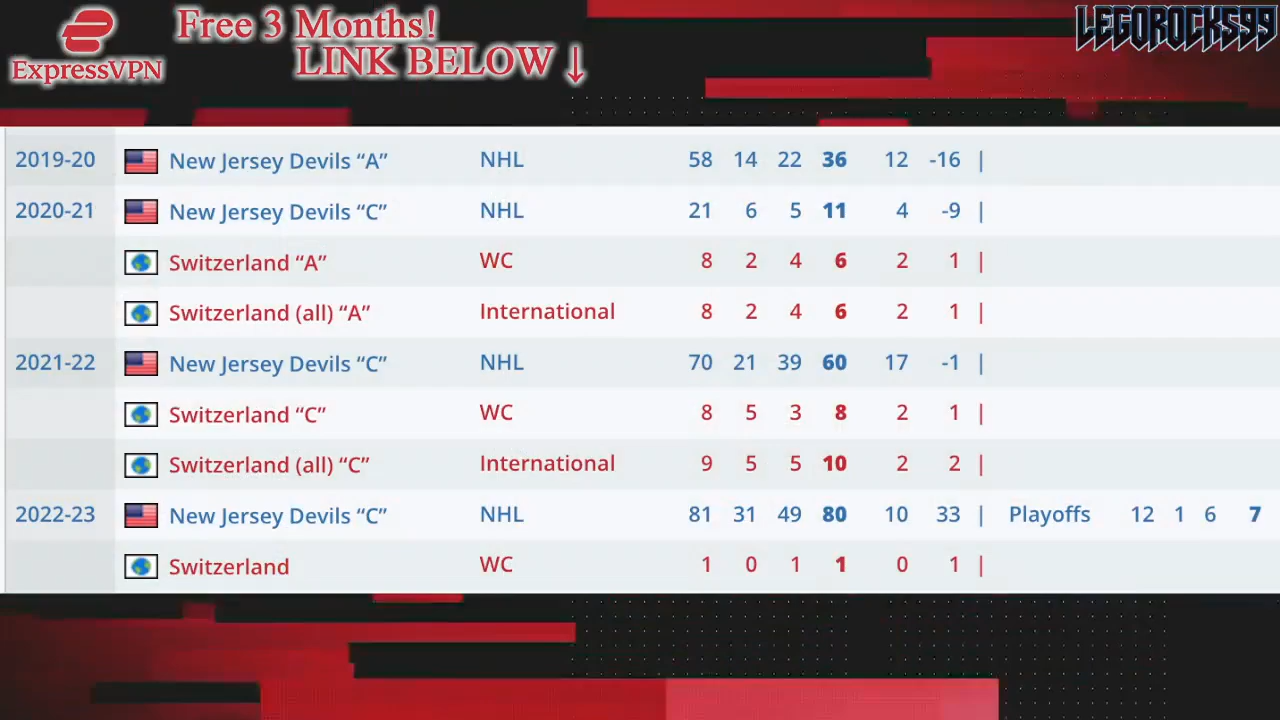 Free 3 Months!
LINK BELOW ↓
ExpressVPN
LEGOROCKS99
2019-20 New Jersey Devils “A” NHL 58 14 22 36 12 -16 |
2020-21 New Jersey Devils “C” NHL 21 6 5 11 4 -9 |
Switzerland “A” WC 8 2 4 6 2 1 |
Switzerland (all) “A” International 8 2 4 6 2 1 |
2021-22 New Jersey Devils “C” NHL 70 21 39 60 17 -1 |
Switzerland “C” WC 8 5 3 8 2 1 |
Switzerland (all) “C” International 9 5 5 10 2 2 |
2022-23 New Jersey Devils “C” NHL 81 31 49 80 10 33 | Playoffs 12 1 6 7
Switzerland WC 1 0 1 1 0 1 |